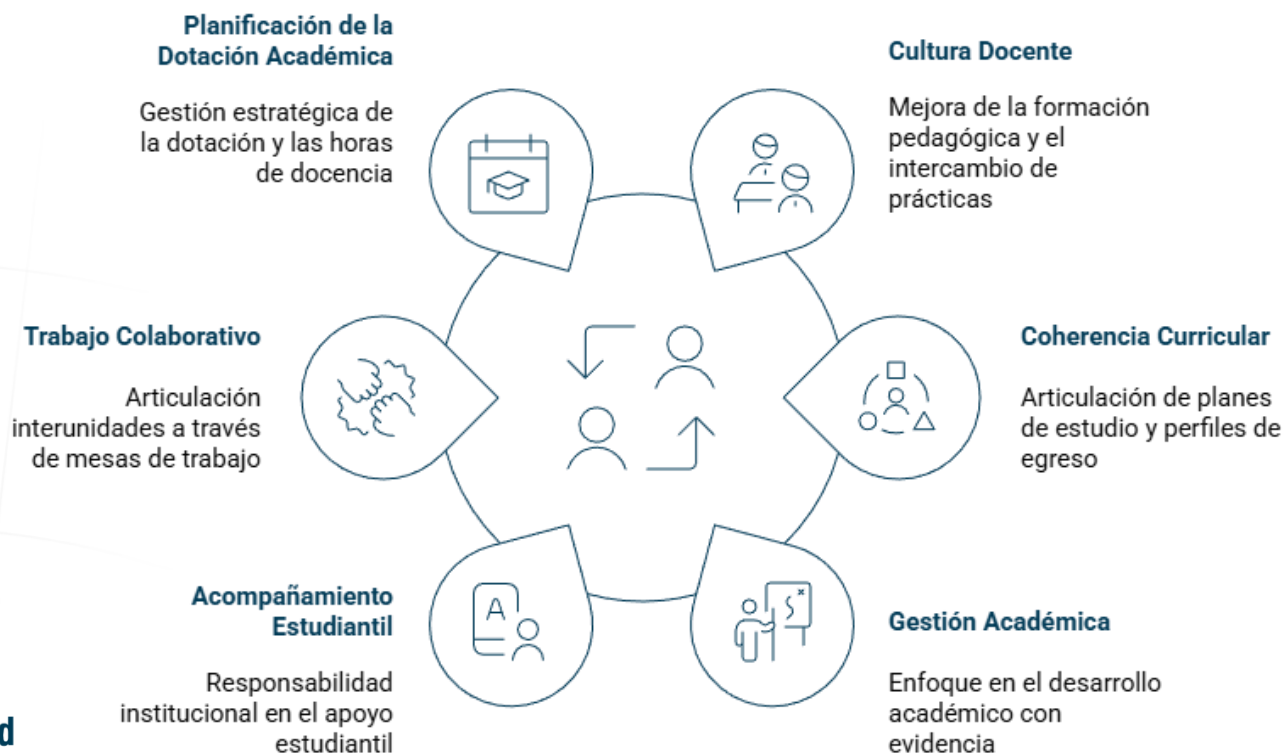 Planificación de la
Dotación Académica
Gestión estratégica de
la dotación y las horas
de docencia
Cultura Docente
Mejora de la formación
pedagógica y el
intercambio de
prácticas
Trabajo Colaborativo
Articulación
interunidades a través
de mesas de trabajo
Coherencia Curricular
Articulación de planes
de estudio y perfiles de
egreso
Acompañamiento
Estudiantil
Responsabilidad
institucional en el apoyo
estudiantil
A
Gestión Académica
Enfoque en el desarrollo
académico con
evidencia
d